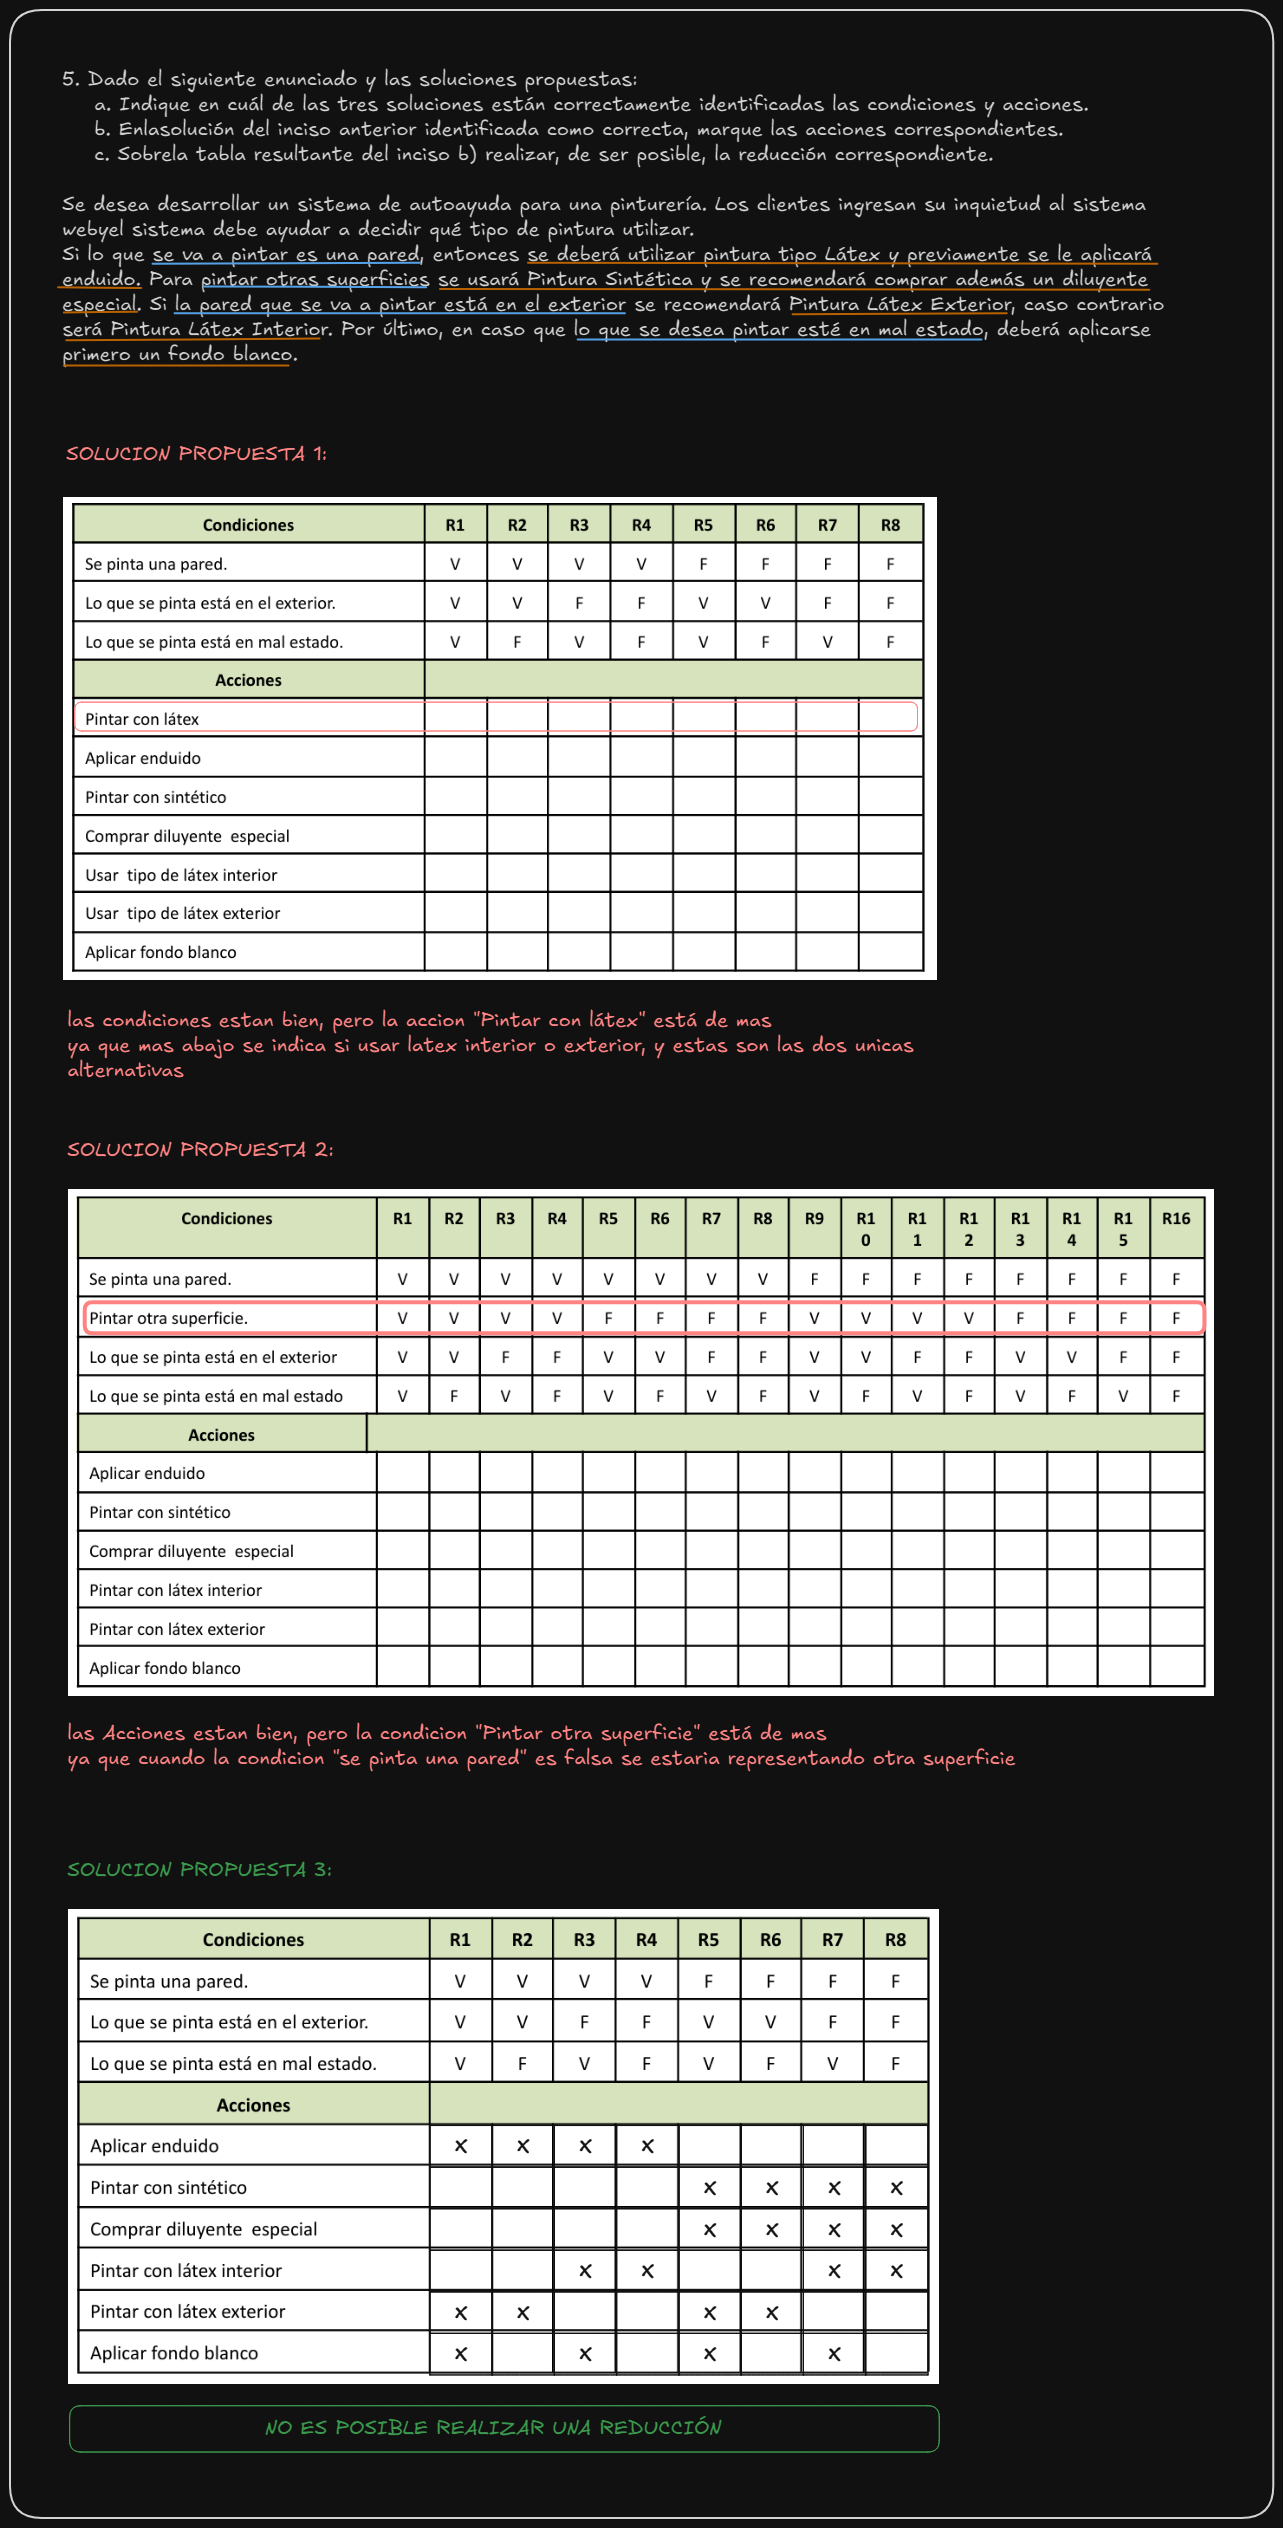 5. Dado el siguiente enunciado y las soluciones propuestas:
a. Indique en cuál de las tres soluciones están correctamente identificadas las condiciones y acciones.
b. Enlasolución del inciso anterior identificada como correcta, marque las acciones correspondientes.
c. Sobrela tabla resultante del inciso b) realizar, de ser posible, la reducción correspondiente.
Se desea desarrollar un sistema de autoayuda para una pinturería. Los clientes ingresan su inquietud al sistema
webyel sistema debe ayudar a decidir qué tipo de pintura utilizar.
Si lo que se va a pintar es una pared, entonces se deberá utilizar pintura tipo Látex y previamente se le aplicará
enduido. Para pintar otras superficies se usará Pintura Sintética y se recomendará comprar además un diluyente
especial. Si la pared que se va a pintar está en el exterior se recomendará Pintura Látex Exterior, caso contrario
será Pintura Látex Interior. Por último, en caso que lo que se desea pintar esté en mal estado, deberá aplicarse
primero un fondo blanco.
SOLUCION PROPUESTA 1:
Condiciones R1 R2 R3 R4 R5 R6 R7 R8
Se pinta una pared. V V V V F F F F
Lo que se pinta está en el exterior. V V F F V V F F
Lo que se pinta está en mal estado. V F V F V F V F
Acciones
Pintar con látex
Aplicar enduido
Pintar con sintético
Comprar diluyente especial
Usar tipo de látex interior
Usar tipo de látex exterior
Aplicar fondo blanco
las condiciones estan bien, pero la accion "Pintar con látex" está de mas
ya que mas abajo se indica si usar latex interior o exterior, y estas son las dos unicas
alternativas
SOLUCION PROPUESTA 2:
Condiciones R1 R2 R3 R4 R5 R6 R7 R8 R9 R10 R11 R12 R13 R14 R15 R16
Se pinta una pared. V V V V V V V V F F F F F F F F
Pintar otra superficie. V V V V F F F F V V V V F F F F
Lo que se pinta está en el exterior V V F F V V F F V V F F V V F F
Lo que se pinta está en mal estado V F V F V F V F V F V F V F V F
Acciones
Aplicar enduido
Pintar con sintético
Comprar diluyente especial
Pintar con látex interior
Pintar con látex exterior
Aplicar fondo blanco
las Acciones estan bien, pero la condicion "Pintar otra superficie" está de mas
ya que cuando la condicion "se pinta una pared" es falsa se estaria representando otra superficie
SOLUCION PROPUESTA 3:
Condiciones R1 R2 R3 R4 R5 R6 R7 R8
Se pinta una pared. V V V V F F F F
Lo que se pinta está en el exterior. V V F F V V F F
Lo que se pinta está en mal estado. V F V F V F V F
Acciones
Aplicar enduido x x x x
Pintar con sintético x x x x
Comprar diluyente especial x x x x
Pintar con látex interior x x x x
Pintar con látex exterior x x x x
Aplicar fondo blanco x x x x
NO ES POSIBLE REALIZAR UNA REDUCCIÓN